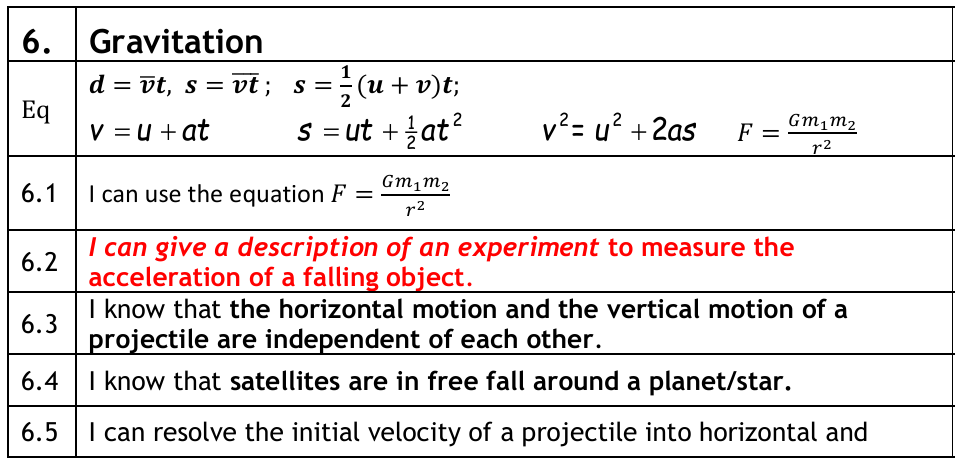 6. Gravitation
Eq
d = v̅t, s = v̅t̅ ; s = ½(u + v)t;
v = u + at s = ut + ½at² v² = u² + 2as F = Gm₁m₂/r²
6.1 I can use the equation F = Gm₁m₂/r²
6.2 I can give a description of an experiment to measure the
acceleration of a falling object.
6.3 I know that the horizontal motion and the vertical motion of a
projectile are independent of each other.
6.4 I know that satellites are in free fall around a planet/star.
6.5 I can resolve the initial velocity of a projectile into horizontal and